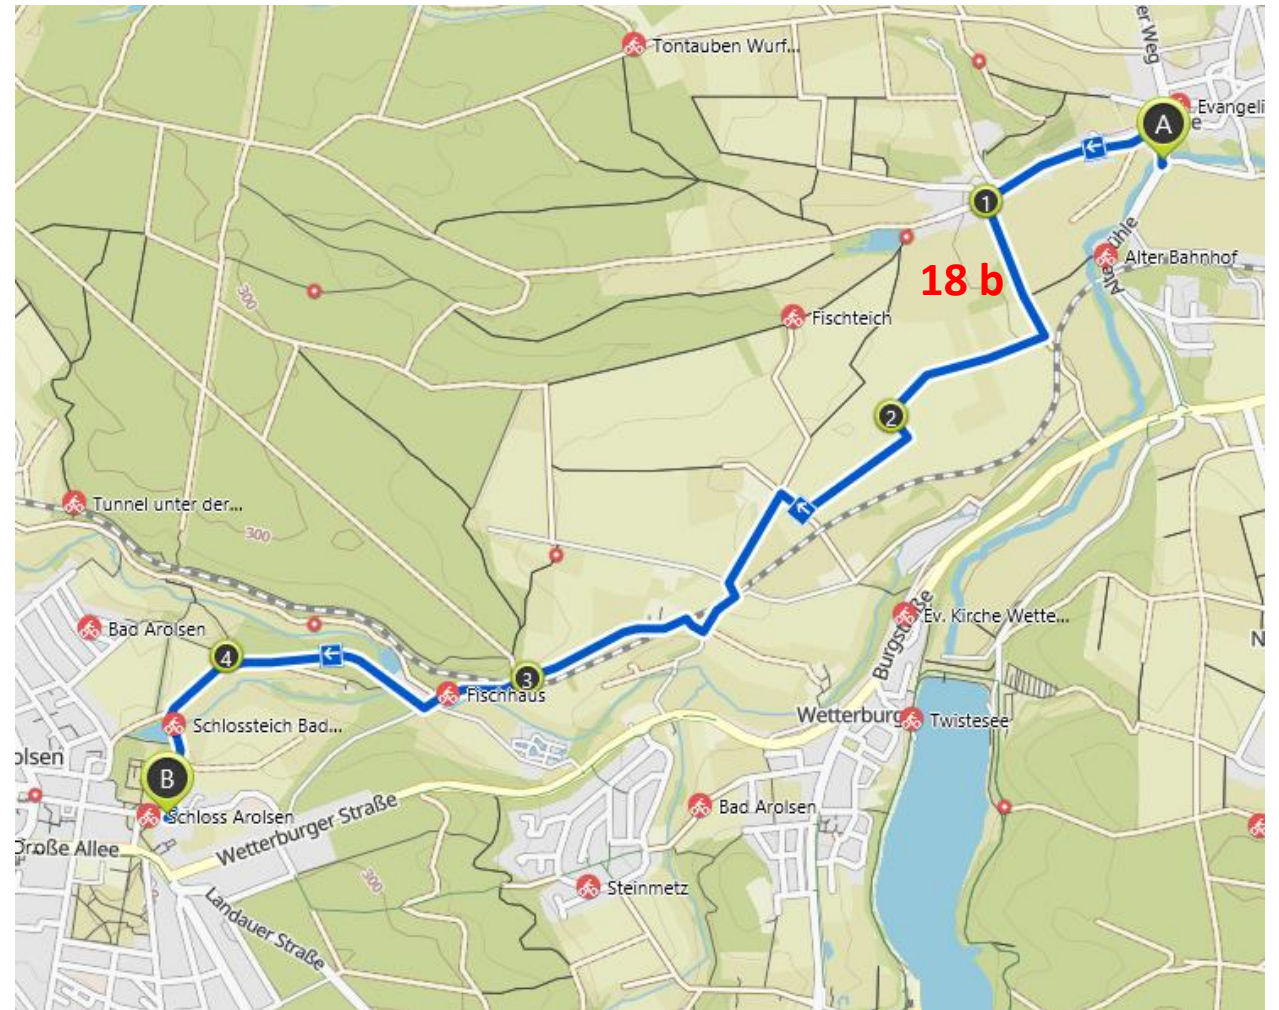 er Weg
Tontauben Wurf...
Evangeli
A
e
1
Alte
ühle
Alter Bahnhof
18 b
300
Fischteich
2
Tunnel unter der...
300
Ev. Kirche Wette...
Burgstraße
Bad Arolsen
4
3
Fischhaus
N
Schlossteich Bad...
Wetterburg
Twistesee
olsen
B
Schloss Arolsen
Bad Arolsen
Wetterburger Straße
Große Allee
300
Steinmetz
Landauer Straße